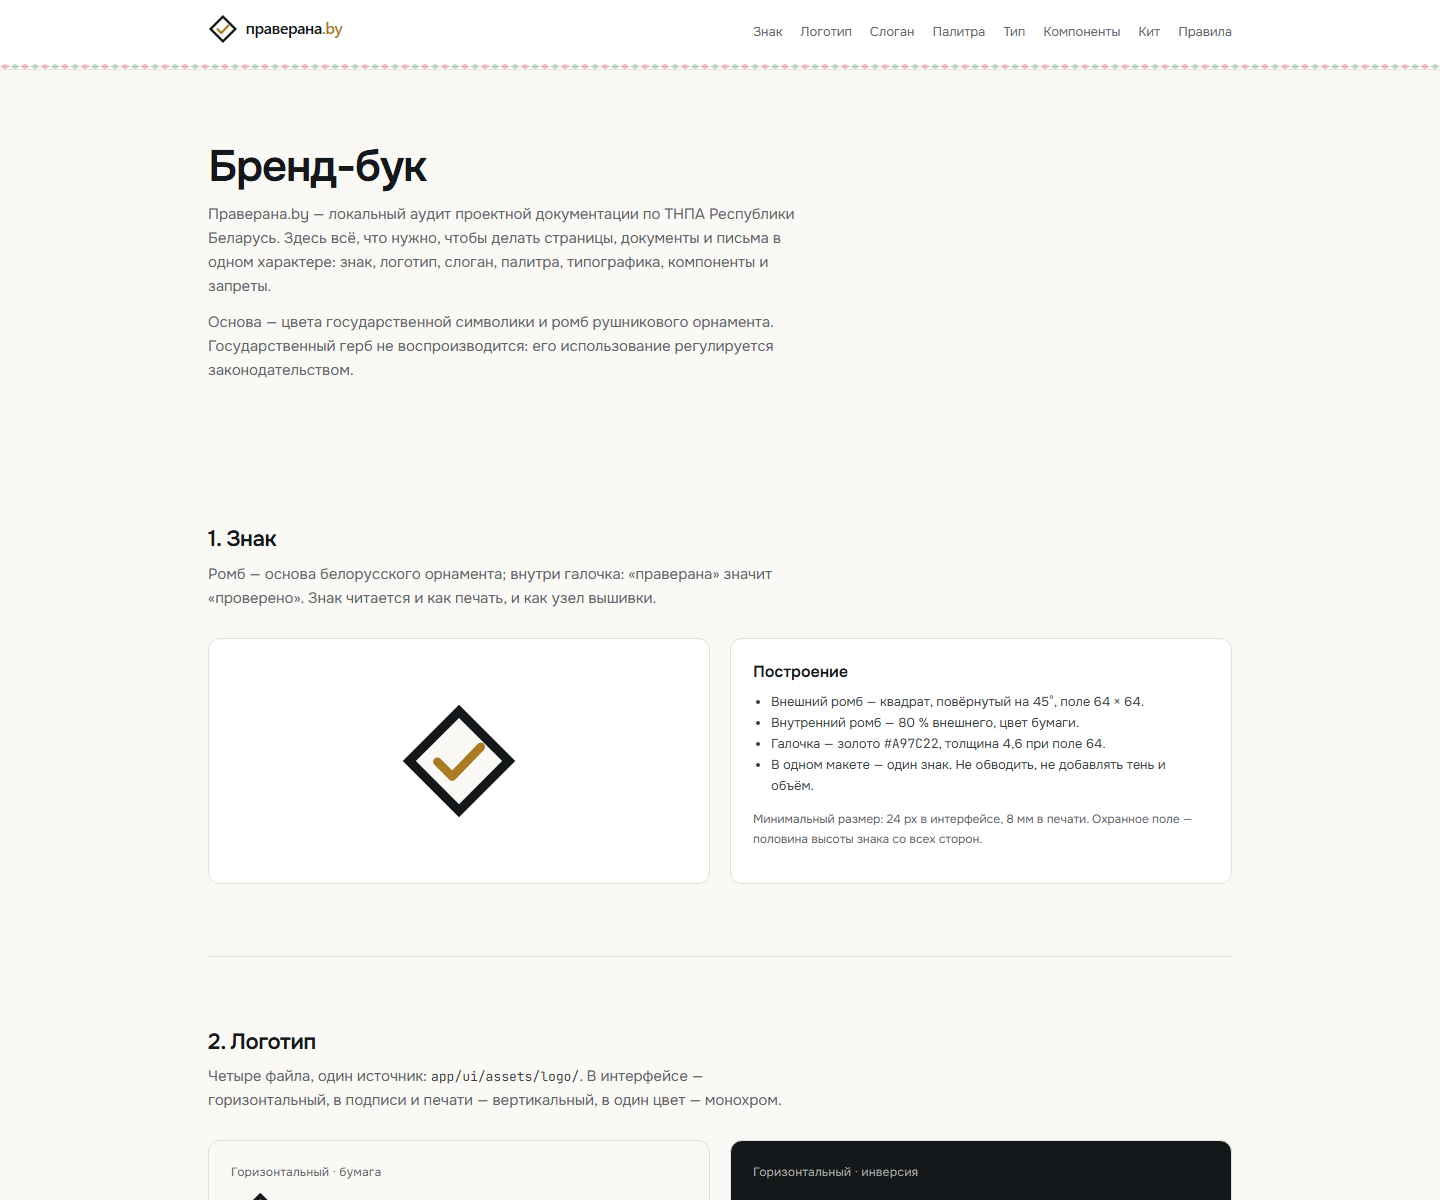 праверана.by
Знак Логотип Слоган Палитра Тип Компоненты Кит Правила
Бренд-бук
Праверана.by — локальный аудит проектной документации по ТНПА Республики
Беларусь. Здесь всё, что нужно, чтобы делать страницы, документы и письма в
одном характере: знак, логотип, слоган, палитра, типографика, компоненты и
запреты.
Основа — цвета государственной символики и ромб рушникового орнамента.
Государственный герб не воспроизводится: его использование регулируется
законодательством.
1. Знак
Ромб — основа белорусского орнамента; внутри галочка: «праверана» значит
«проверено». Знак читается и как печать, и как узел вышивки.
Построение
• Внешний ромб — квадрат, повёрнутый на 45°, поле 64 × 64.
• Внутренний ромб — 80 % внешнего, цвет бумаги.
• Галочка — золото #A97C22, толщина 4,6 при поле 64.
• В одном макете — один знак. Не обводить, не добавлять тень и
объём.
Минимальный размер: 24 px в интерфейсе, 8 мм в печати. Охранное поле —
половина высоты знака со всех сторон.
2. Логотип
Четыре файла, один источник: app/ui/assets/logo/. В интерфейсе —
горизонтальный, в подписи и печати — вертикальный, в один цвет — монохром.
Горизонтальный · бумага
Горизонтальный · инверсия